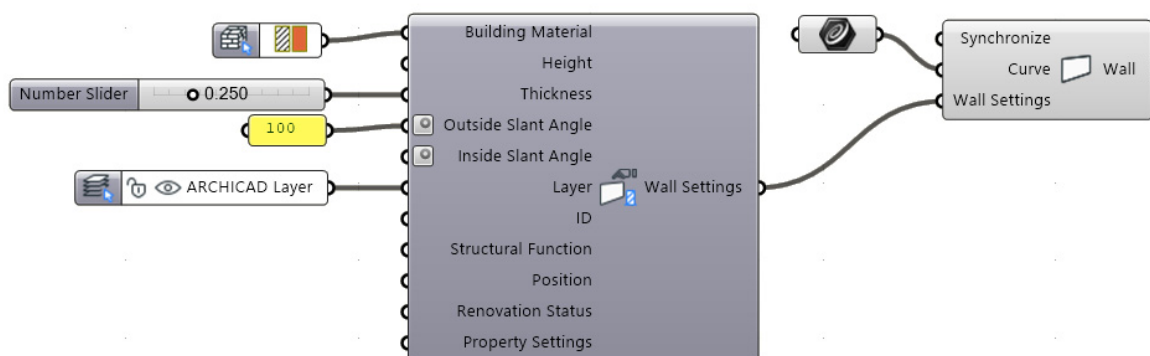 Building Material
Height
Number Slider 0.250 Thickness
100 Outside Slant Angle
Inside Slant Angle
ARCHICAD Layer Layer Wall Settings
ID
Structural Function
Position
Renovation Status
Property Settings
Synchronize
Curve Wall
Wall Settings